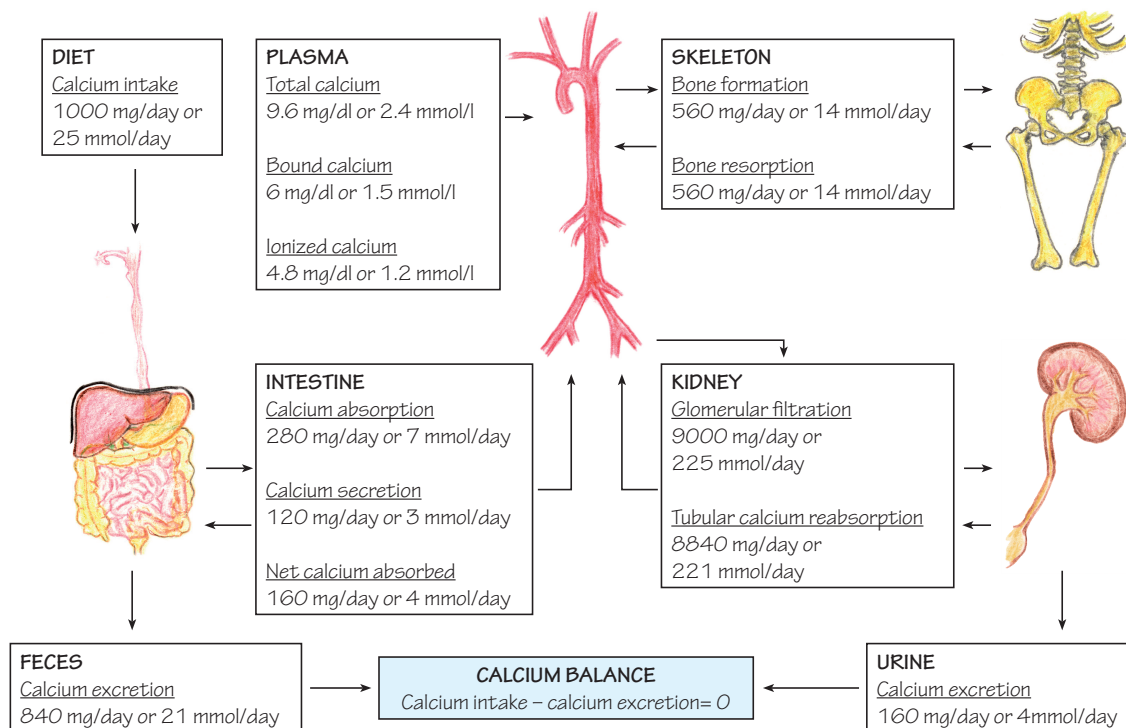 DIET
Calcium intake
1000 mg/day or
25 mmol/day
PLASMA
Total calcium
9.6 mg/dl or 2.4 mmol/l
Bound calcium
6 mg/dl or 1.5 mmol/l
Ionized calcium
4.8 mg/dl or 1.2 mmol/l
SKELETON
Bone formation
560 mg/day or 14 mmol/day
Bone resorption
560 mg/day or 14 mmol/day
INTESTINE
Calcium absorption
280 mg/day or 7 mmol/day
Calcium secretion
120 mg/day or 3 mmol/day
Net calcium absorbed
160 mg/day or 4 mmol/day
KIDNEY
Glomerular filtration
9000 mg/day or
225 mmol/day
Tubular calcium reabsorption
8840 mg/day or
221 mmol/day
FECES
Calcium excretion
840 mg/day or 21 mmol/day
CALCIUM BALANCE
Calcium intake – calcium excretion= 0
URINE
Calcium excretion
160 mg/day or 4mmol/day